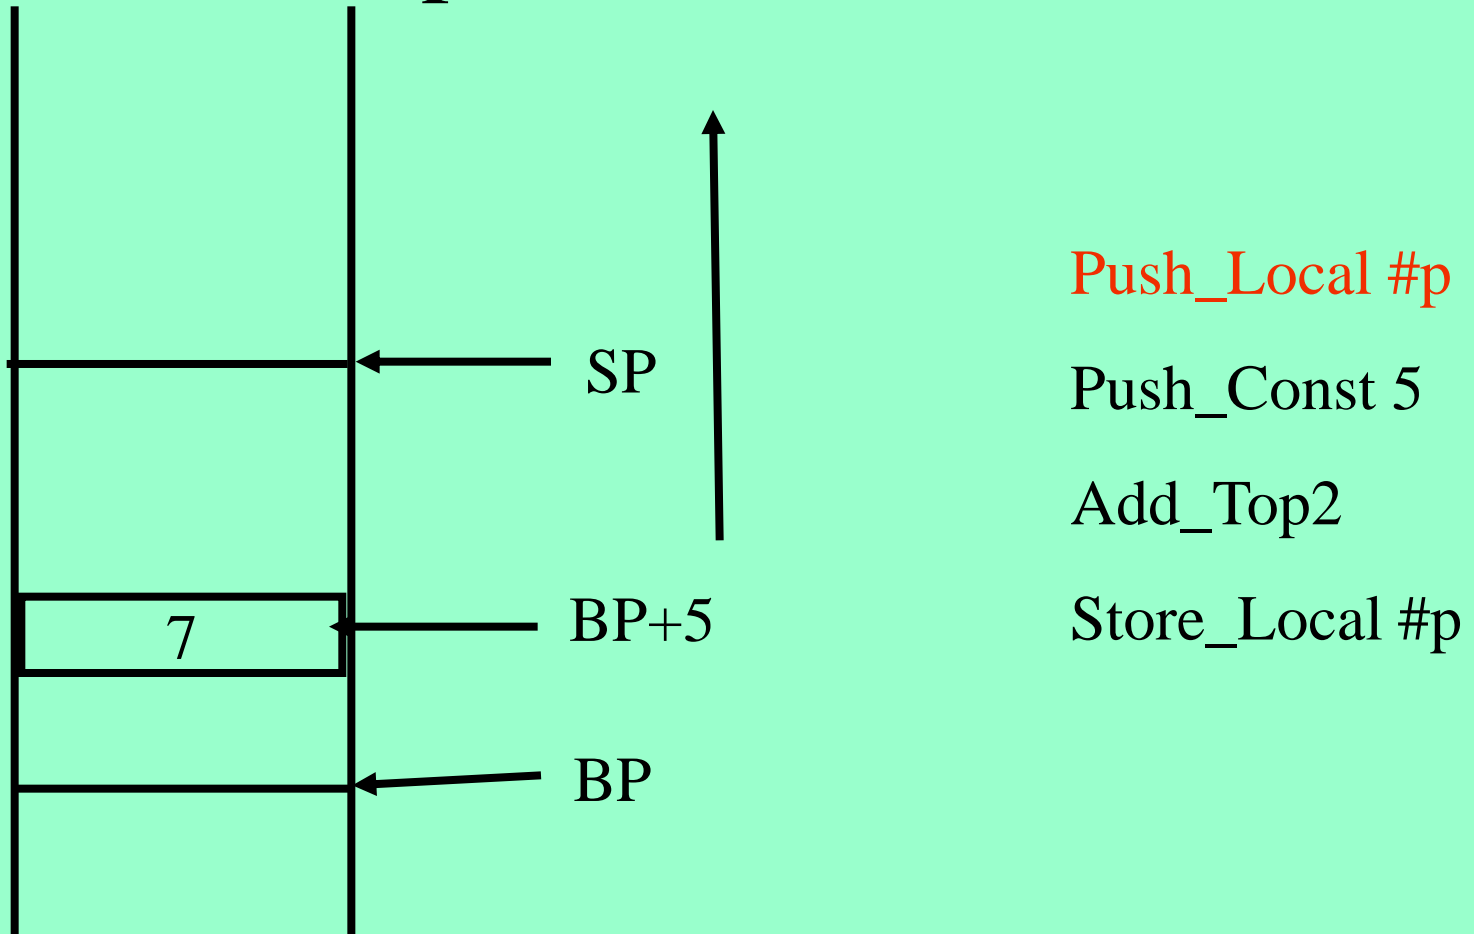 Push_Local #p
SP
Push_Const 5
Add_Top2
7
BP+5
Store_Local #p
BP